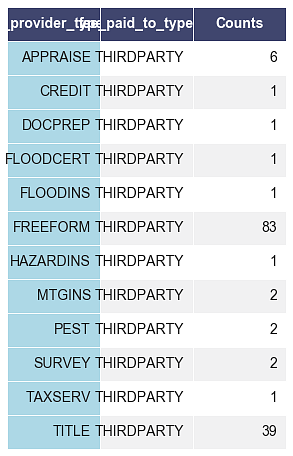 _provider_type fee_paid_to_type Counts
APPRAISE THIRDPARTY 6
CREDIT THIRDPARTY 1
DOCPREP THIRDPARTY 1
FLOODCERT THIRDPARTY 1
FLOODINS THIRDPARTY 1
FREEFORM THIRDPARTY 83
HAZARDINS THIRDPARTY 1
MTGINS THIRDPARTY 2
PEST THIRDPARTY 2
SURVEY THIRDPARTY 2
TAXSERV THIRDPARTY 1
TITLE THIRDPARTY 39